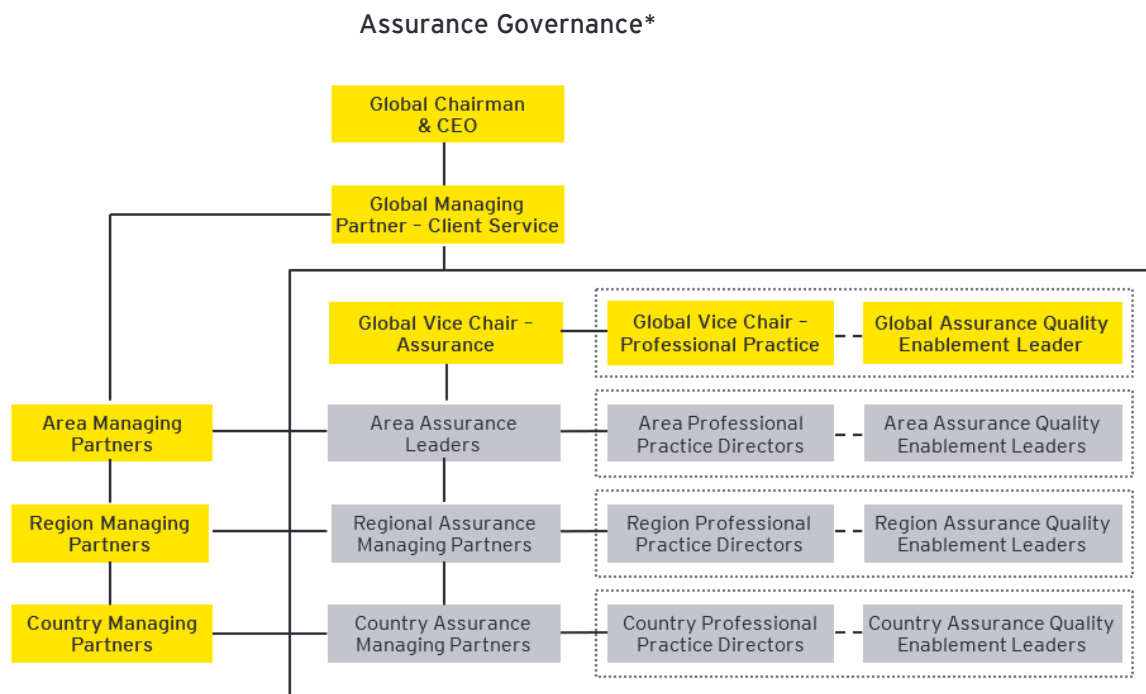 Assurance Governance*
Global Chairman
& CEO
Global Managing
Partner – Client Service
Global Vice Chair –
Assurance
Global Vice Chair –
Professional Practice
Global Assurance Quality
Enablement Leader
Area Managing
Partners
Area Assurance
Leaders
Area Professional
Practice Directors
Area Assurance Quality
Enablement Leaders
Region Managing
Partners
Regional Assurance
Managing Partners
Region Professional
Practice Directors
Region Assurance Quality
Enablement Leaders
Country Managing
Partners
Country Assurance
Managing Partners
Country Professional
Practice Directors
Country Assurance Quality
Enablement Leaders